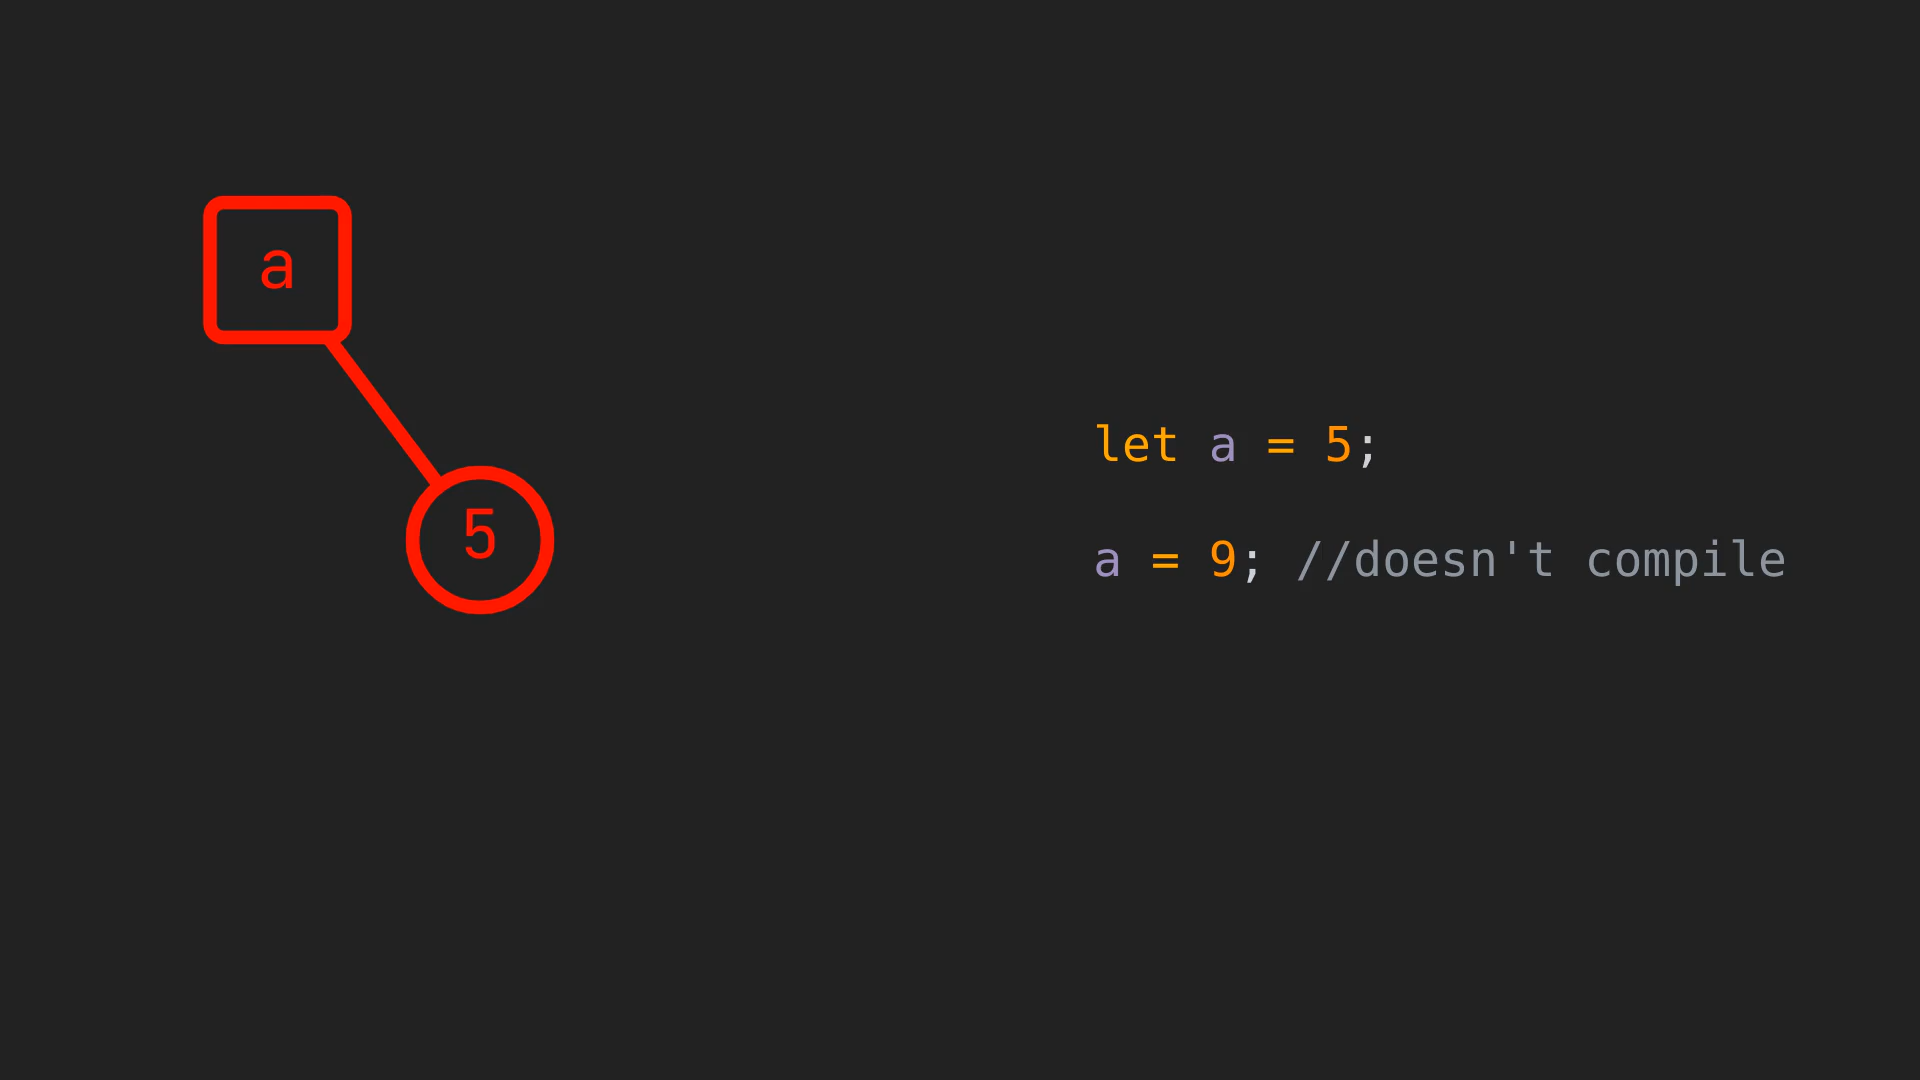 a
5
let a = 5;
a = 9; //doesn't compile